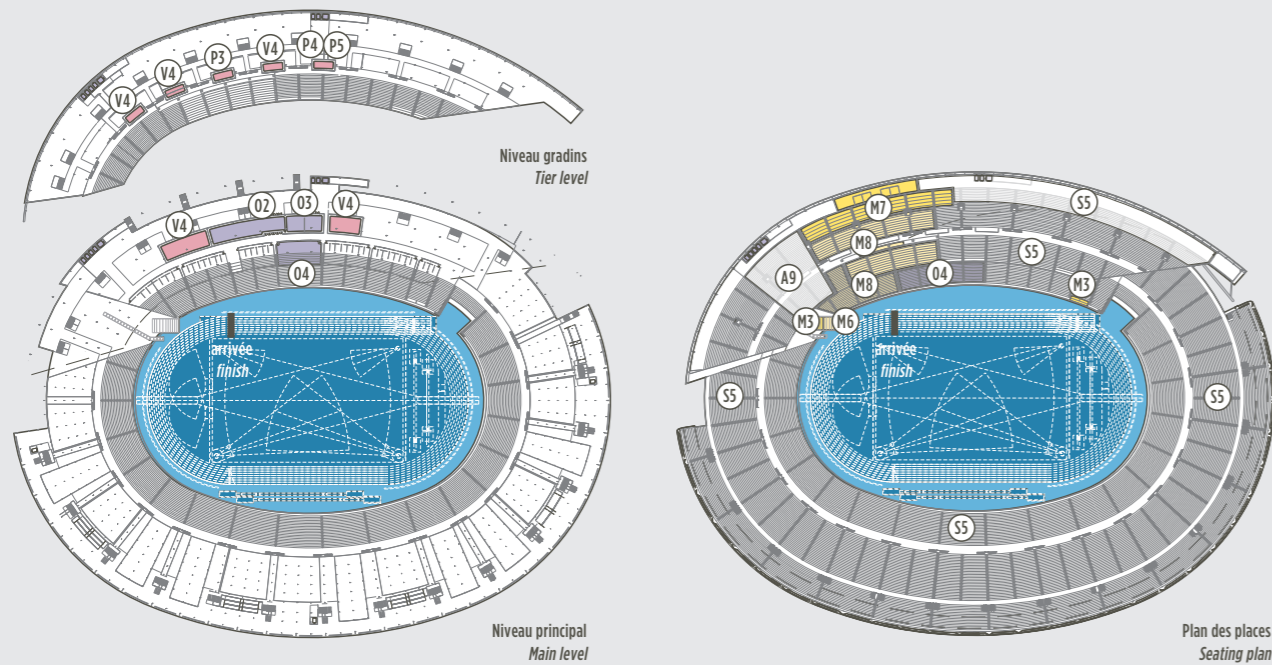 P4 P5
V4
P3
V4
V4
Niveau gradins
Tier level
O2 O3 V4
V4
O4
arrivée
finish
Niveau principal
Main level
M7
S5
M8
S5
A9
M8
O4
M3
M3 M6
arrivée
finish
S5
S5
S5
Plan des places
Seating plan